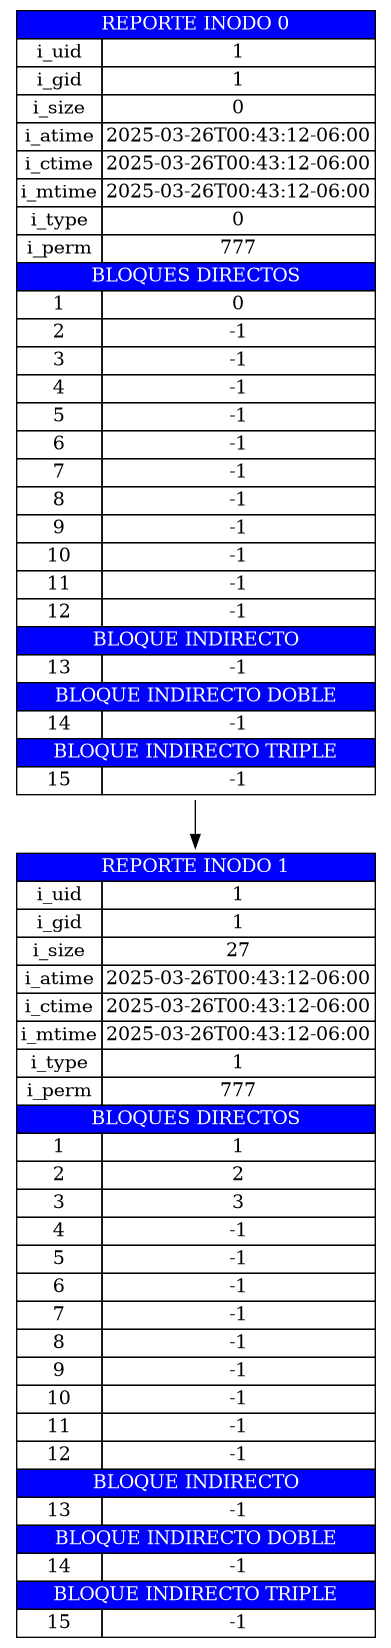 REPORTE INODO 0
i_uid 1
i_gid 1
i_size 0
i_atime 2025-03-26T00:43:12-06:00
i_ctime 2025-03-26T00:43:12-06:00
i_mtime 2025-03-26T00:43:12-06:00
i_type 0
i_perm 777
BLOQUES DIRECTOS
1 0
2 -1
3 -1
4 -1
5 -1
6 -1
7 -1
8 -1
9 -1
10 -1
11 -1
12 -1
BLOQUE INDIRECTO
13 -1
BLOQUE INDIRECTO DOBLE
14 -1
BLOQUE INDIRECTO TRIPLE
15 -1
REPORTE INODO 1
i_uid 1
i_gid 1
i_size 27
i_atime 2025-03-26T00:43:12-06:00
i_ctime 2025-03-26T00:43:12-06:00
i_mtime 2025-03-26T00:43:12-06:00
i_type 1
i_perm 777
BLOQUES DIRECTOS
1 1
2 2
3 3
4 -1
5 -1
6 -1
7 -1
8 -1
9 -1
10 -1
11 -1
12 -1
BLOQUE INDIRECTO
13 -1
BLOQUE INDIRECTO DOBLE
14 -1
BLOQUE INDIRECTO TRIPLE
15 -1